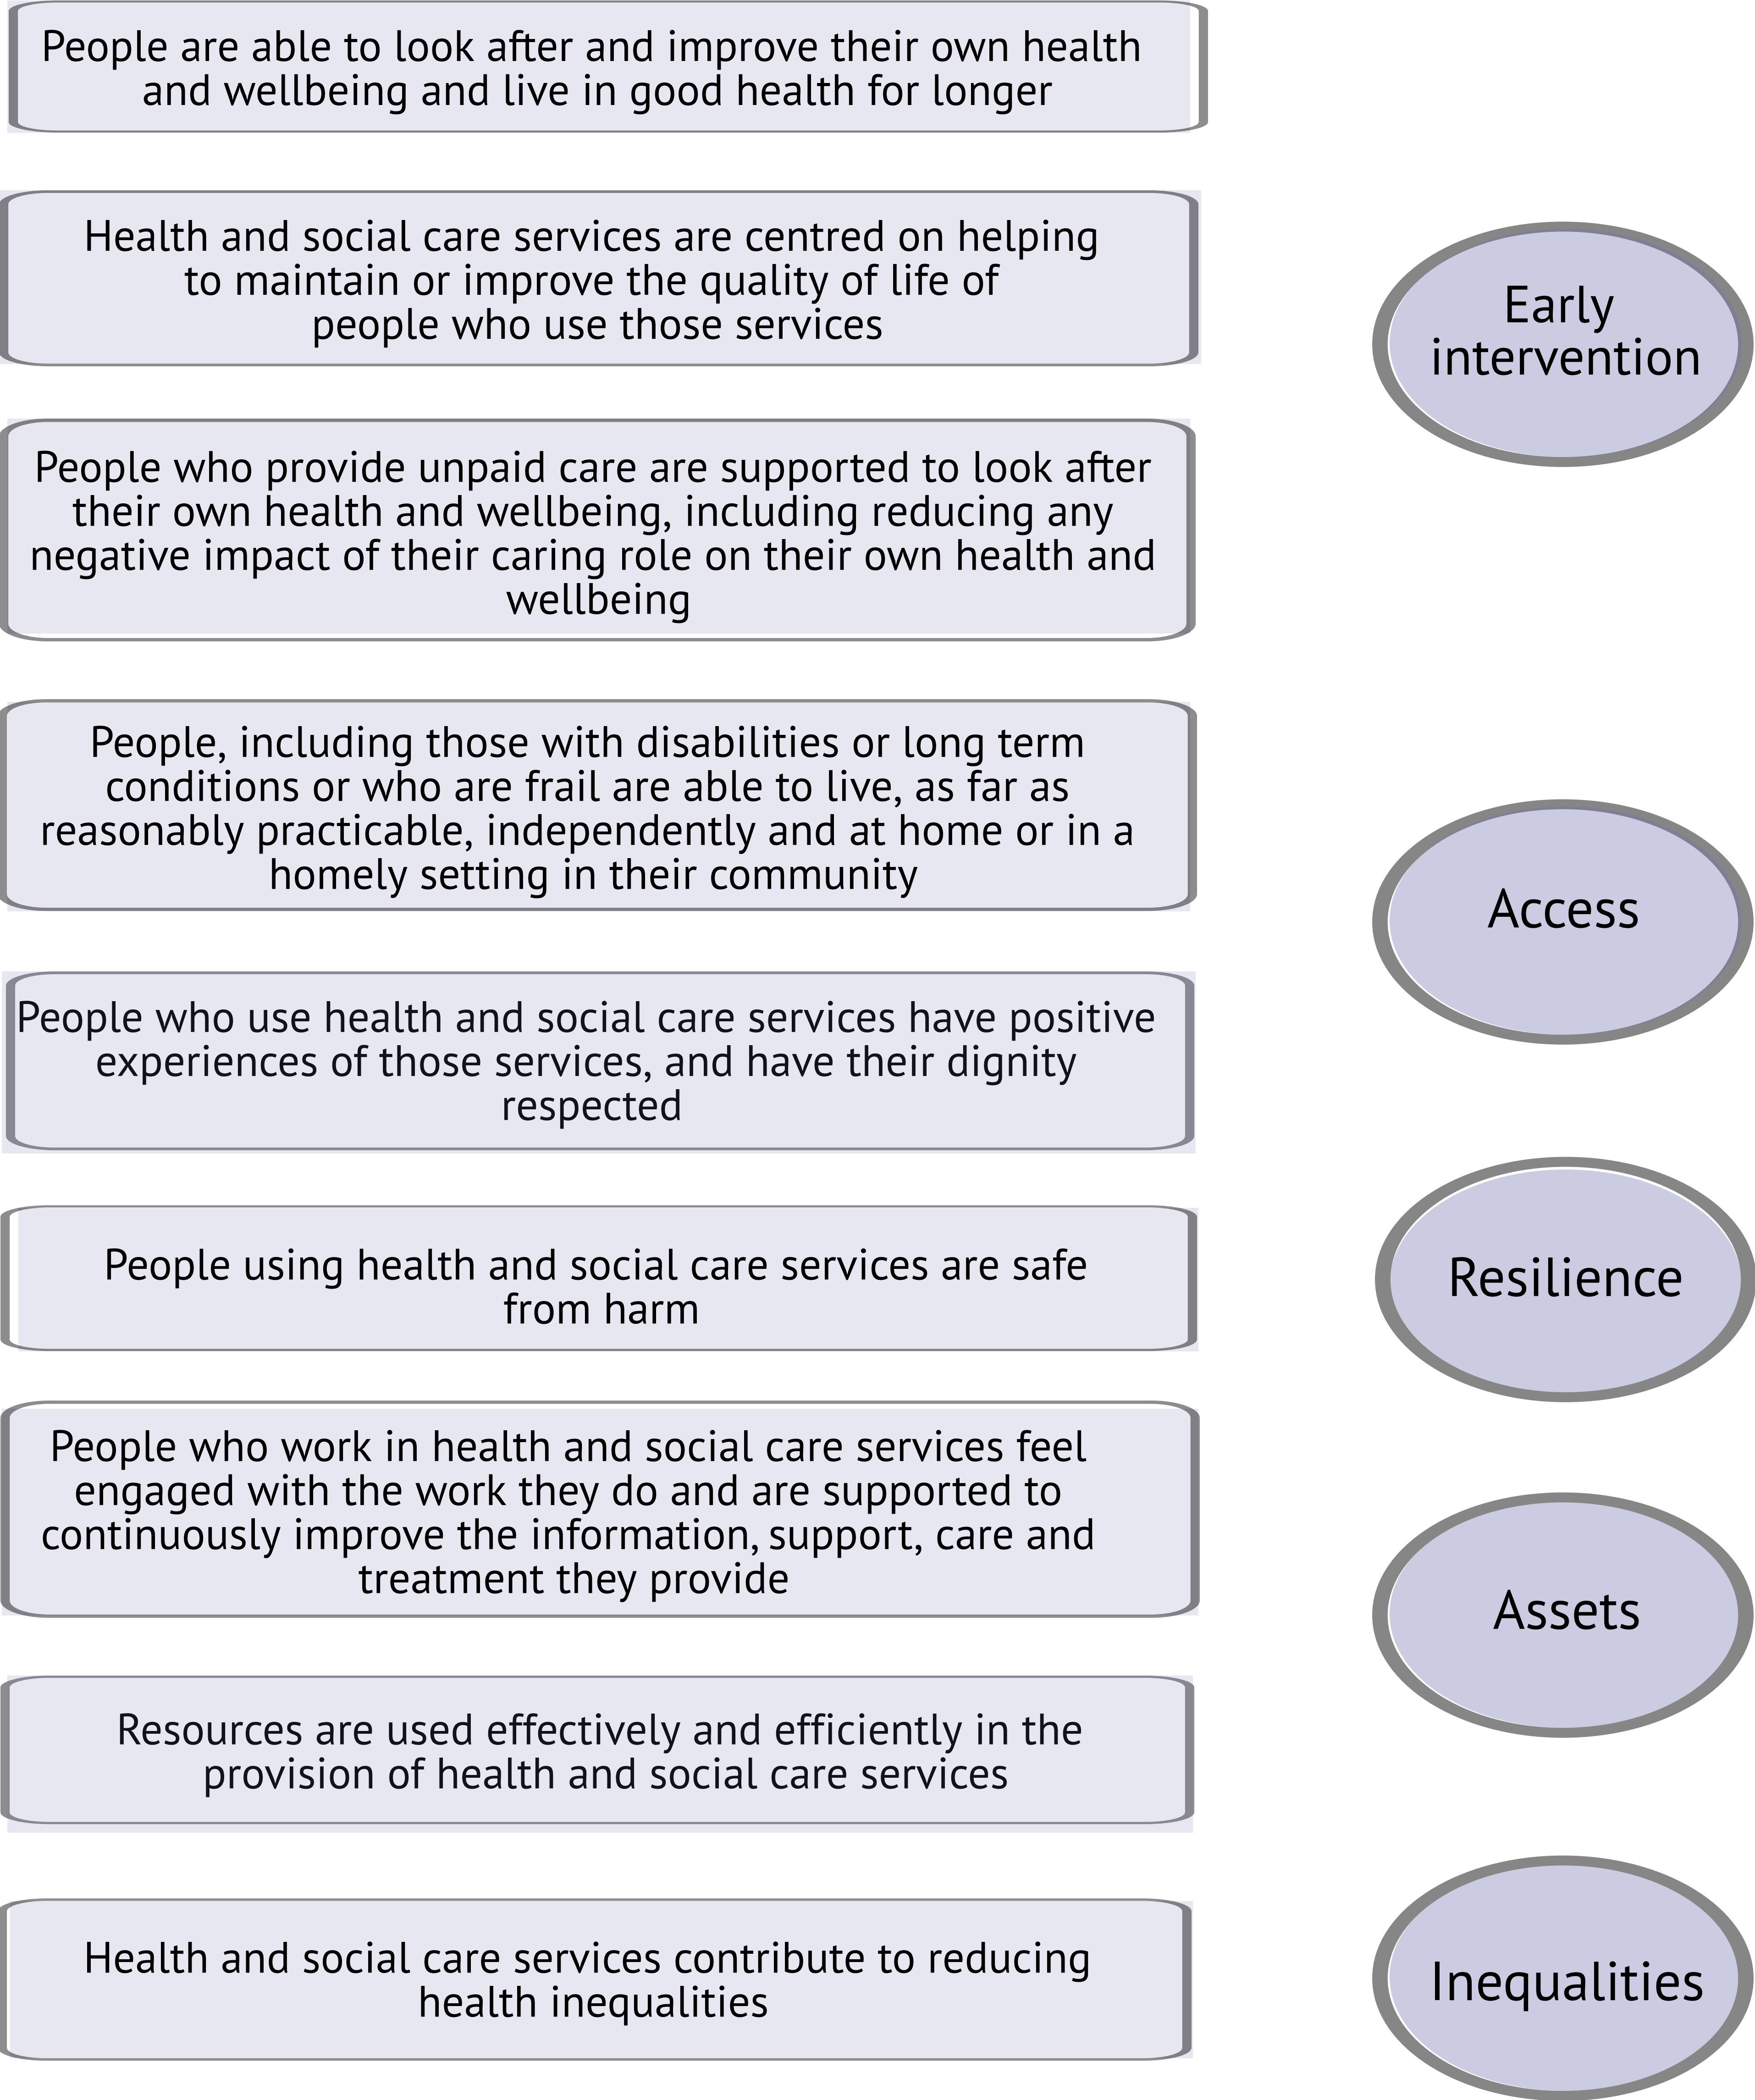 People are able to look after and improve their own health
and wellbeing and live in good health for longer
Health and social care services are centred on helping
to maintain or improve the quality of life of
people who use those services
People who provide unpaid care are supported to look after
their own health and wellbeing, including reducing any
negative impact of their caring role on their own health and
wellbeing
People, including those with disabilities or long term
conditions or who are frail are able to live, as far as
reasonably practicable, independently and at home or in a
homely setting in their community
People who use health and social care services have positive
experiences of those services, and have their dignity
respected
People using health and social care services are safe
from harm
People who work in health and social care services feel
engaged with the work they do and are supported to
continuously improve the information, support, care and
treatment they provide
Resources are used effectively and efficiently in the
provision of health and social care services
Health and social care services contribute to reducing
health inequalities
Early
intervention
Access
Resilience
Assets
Inequalities